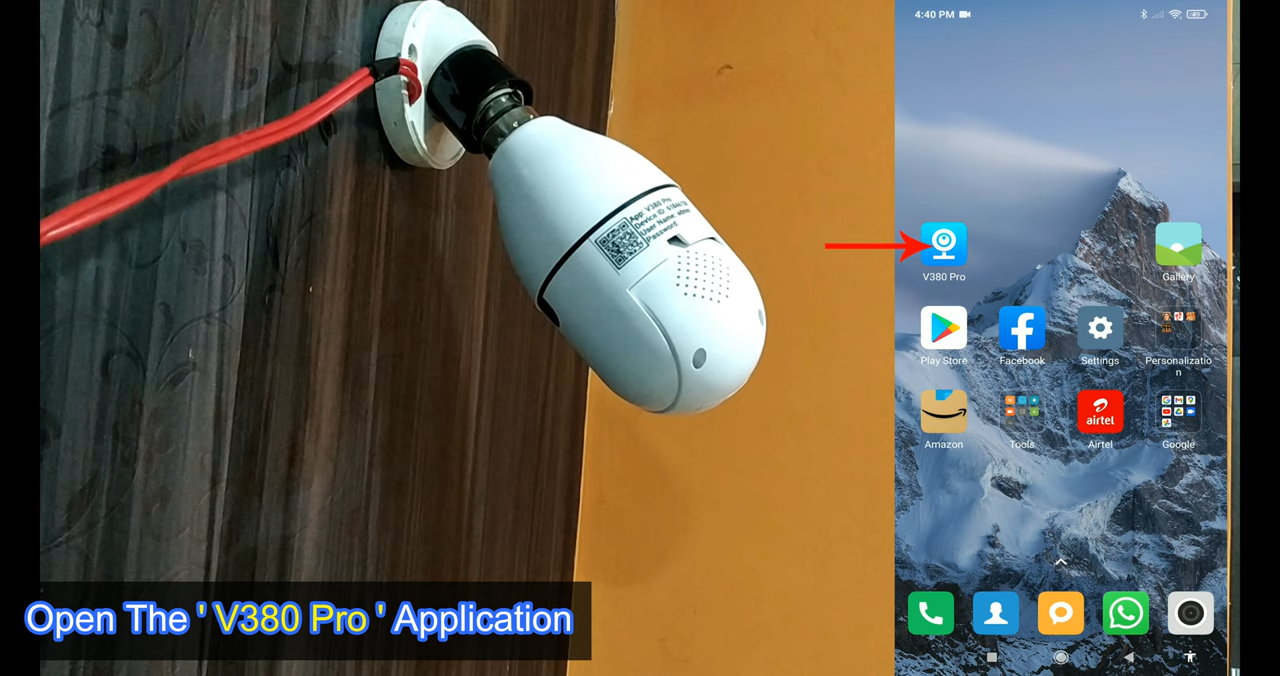 4:40 PM
49
App: V380 Pro
Device ID:
User Name:
Password
V380 Pro
Gallery
Play Store
Facebook
Settings
Personalizatio
n
Amazon
Tools
airtel
Airtel
Google
Open The ' V380 Pro ' Application